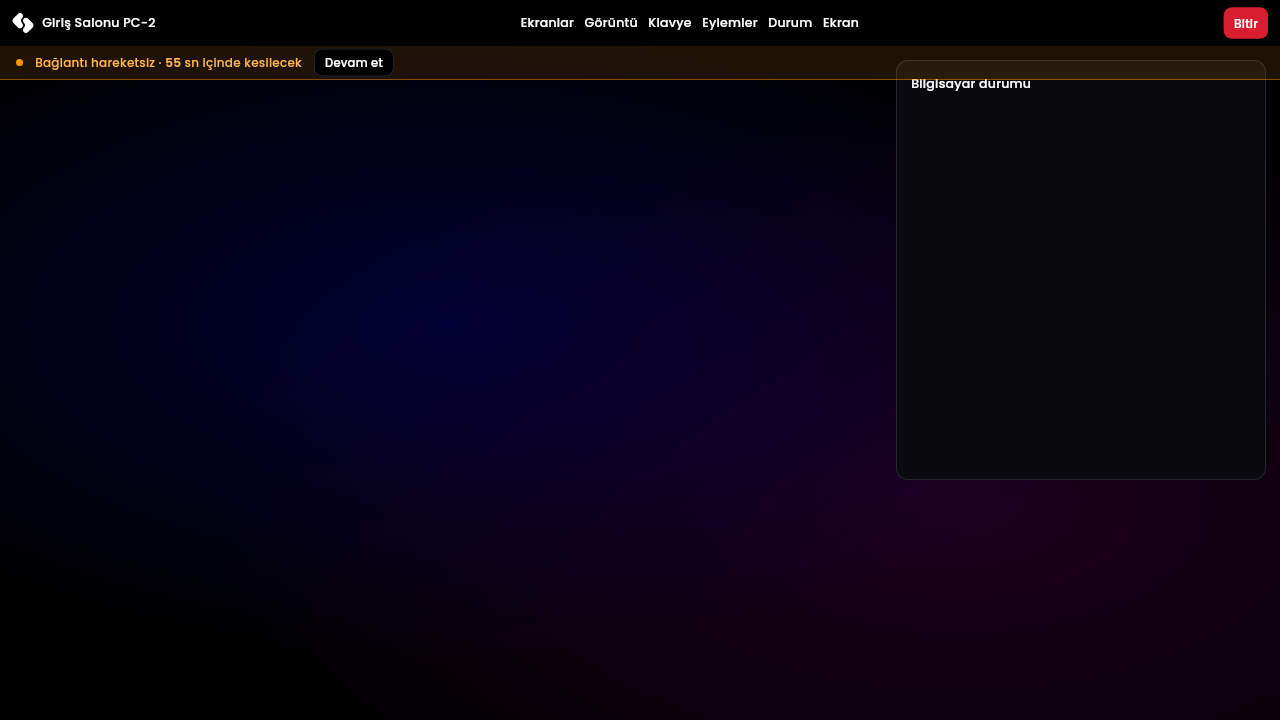 Giriş Salonu PC-2
Ekranlar Görüntü Klavye Eylemler Durum Ekran
Bitir
Bağlantı hareketsiz · 55 sn içinde kesilecek
Devam et
Bilgisayar durumu